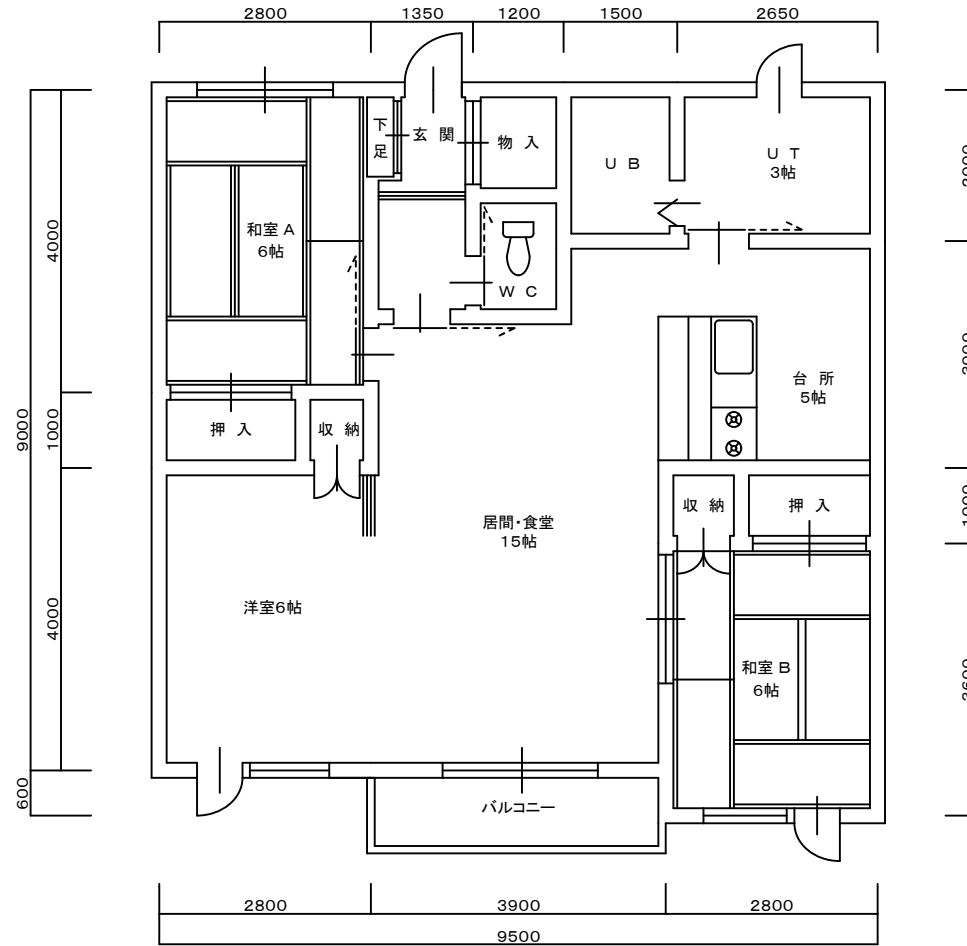 2800
1350
1200
1500
2650
下足
玄 関
物 入
U B
U T
3帖
和室 A
6帖
W C
台 所
5帖
押 入
収 納
居間・食堂
15帖
収 納
押 入
洋室6帖
和室 B
6帖
バルコニー
4000
1000
9000
4000
600
3000
1000
3600
2800
3900
2800
9500